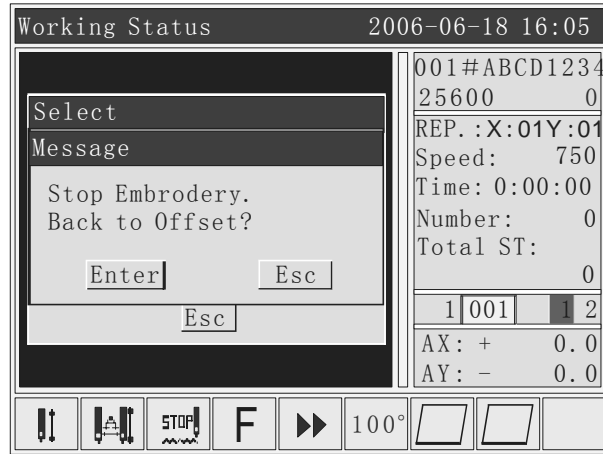 Working Status 2006-06-18 16:05
Select
Message
Stop Embrodery.
Back to Offset?
Enter Esc
Esc
001#ABCD1234
25600 0
REP.:X:01Y:01
Speed: 750
Time: 0:00:00
Number: 0
Total ST:
0
1 001 1 2
AX: + 0.0
AY: - 0.0
STOP F 100°